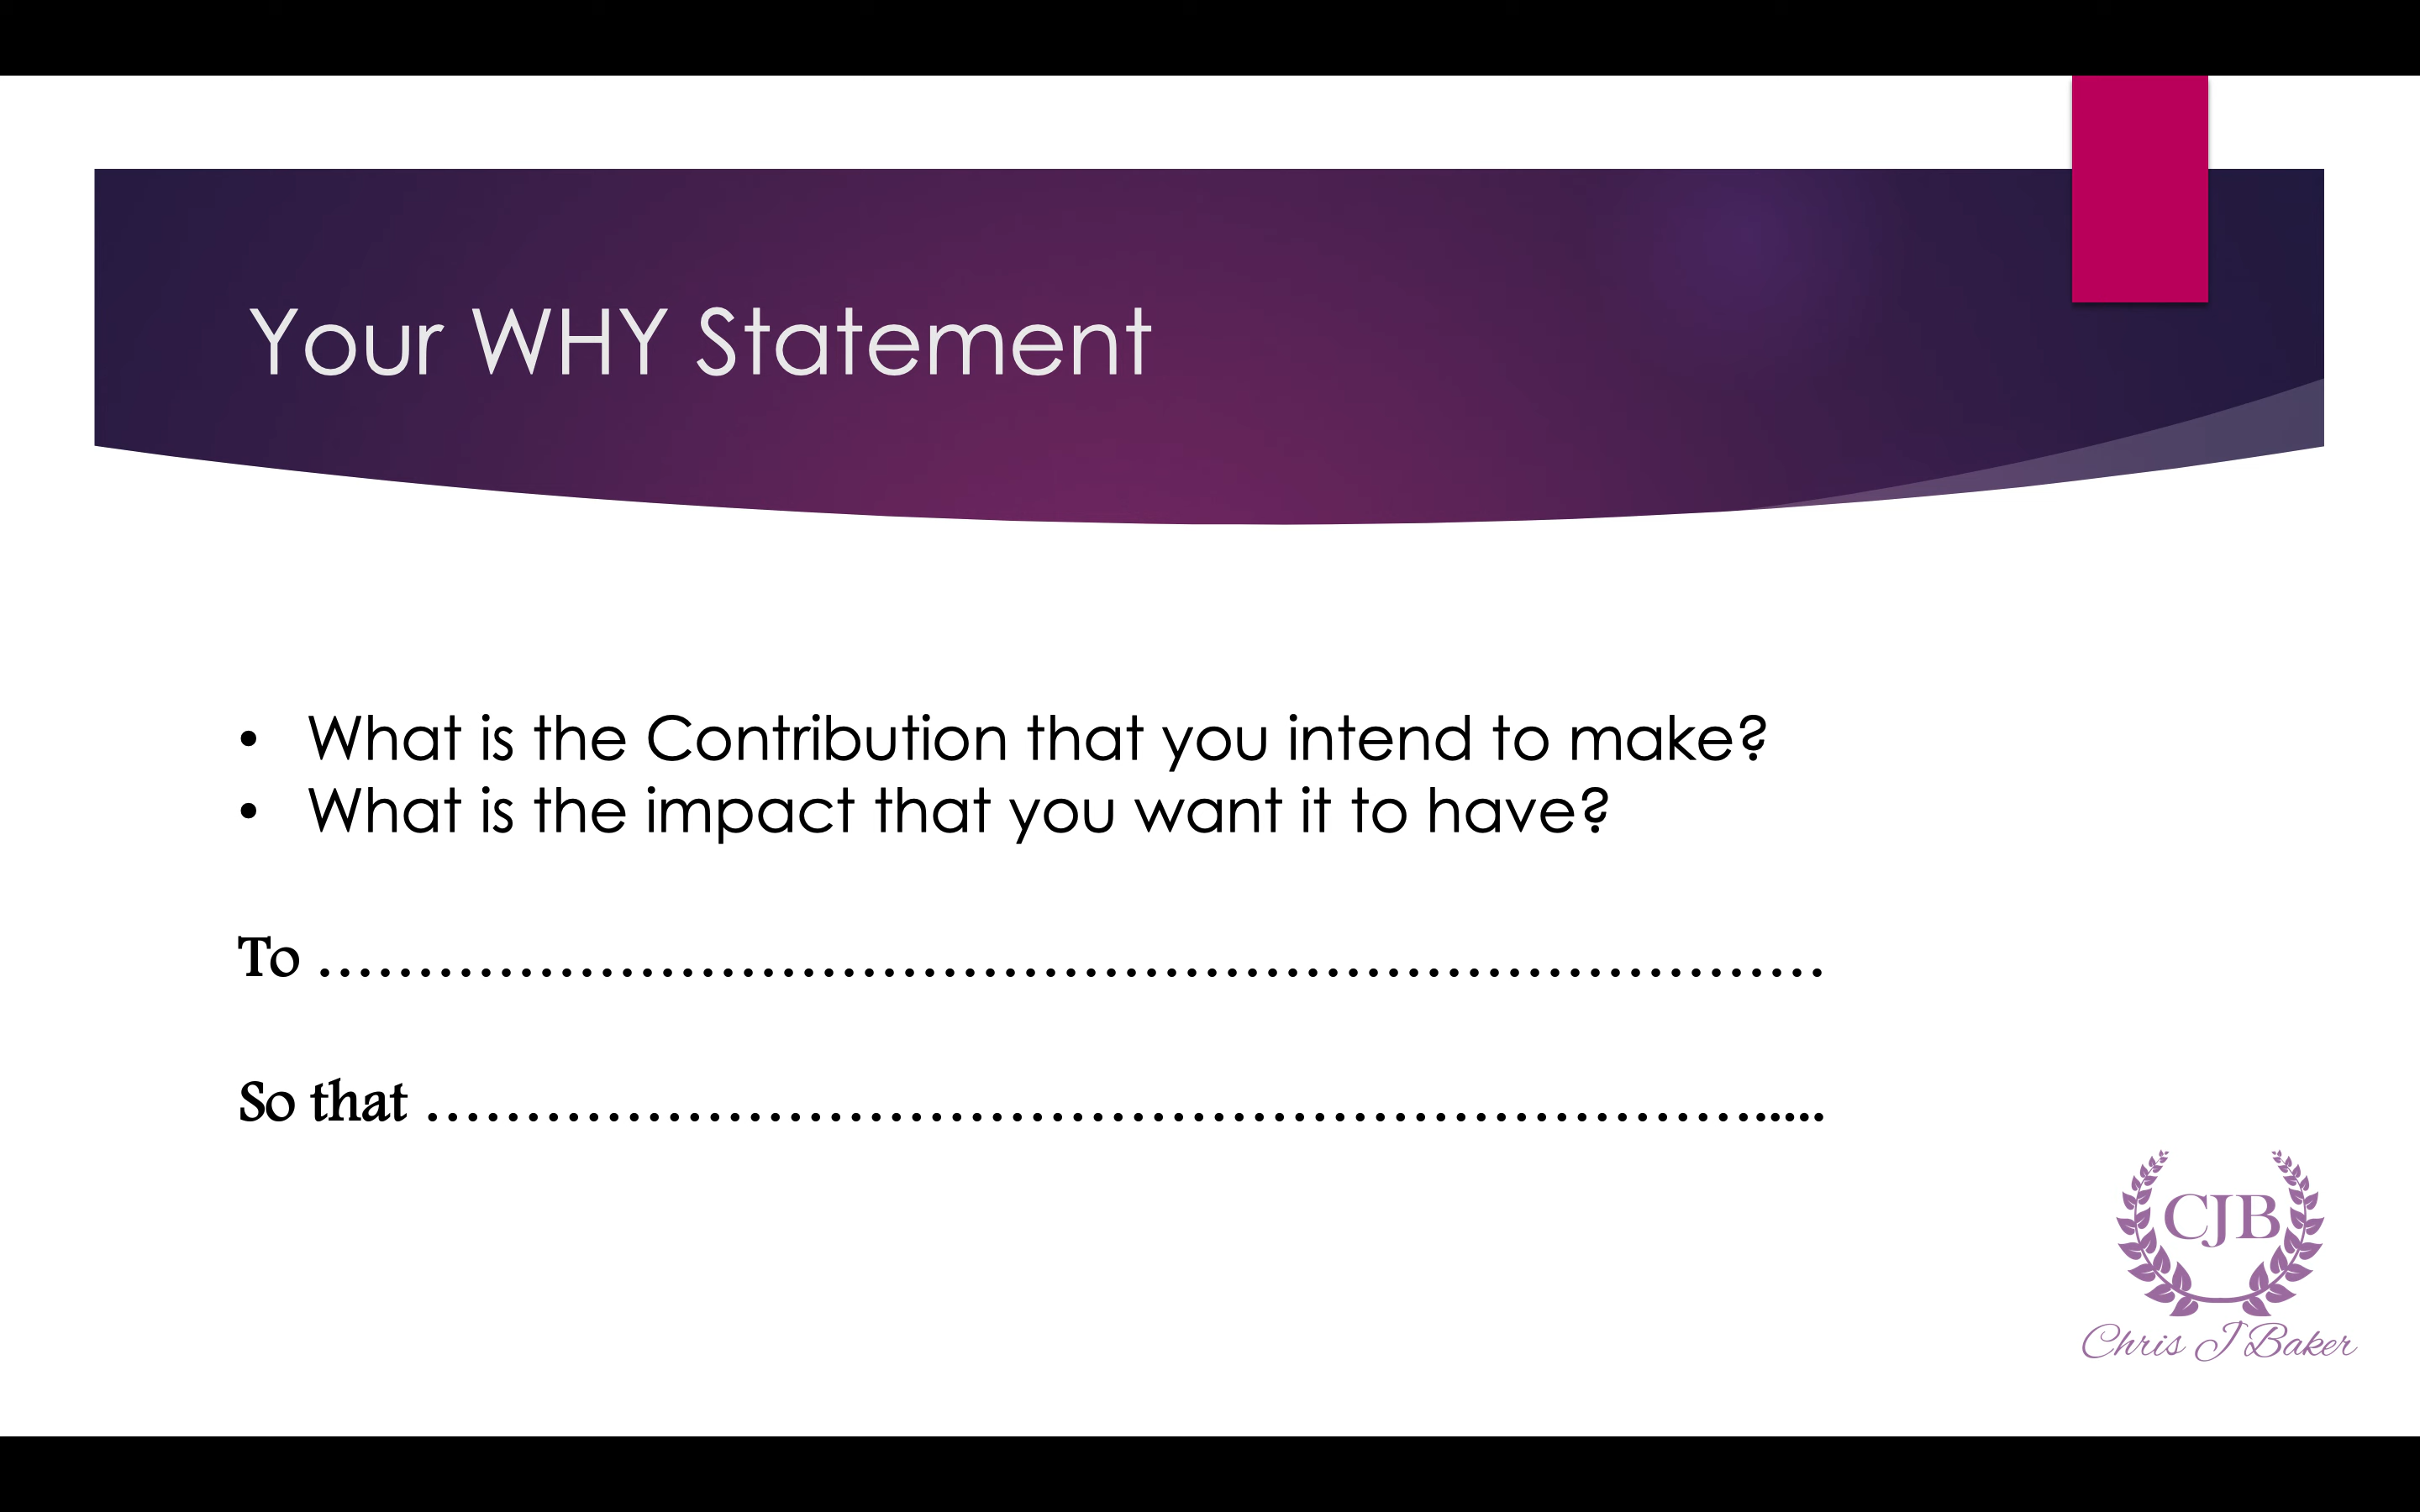 Your WHY Statement
• What is the Contribution that you intend to make?
• What is the impact that you want it to have?
To ...........................................................................
So that ......................................................................
CJB
Chris J Baker